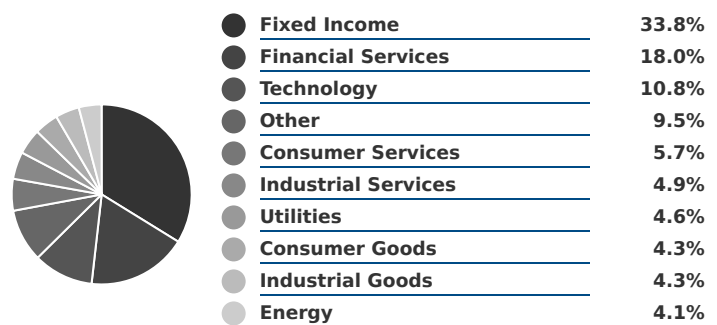 Fixed Income 33.8%
Financial Services 18.0%
Technology 10.8%
Other 9.5%
Consumer Services 5.7%
Industrial Services 4.9%
Utilities 4.6%
Consumer Goods 4.3%
Industrial Goods 4.3%
Energy 4.1%